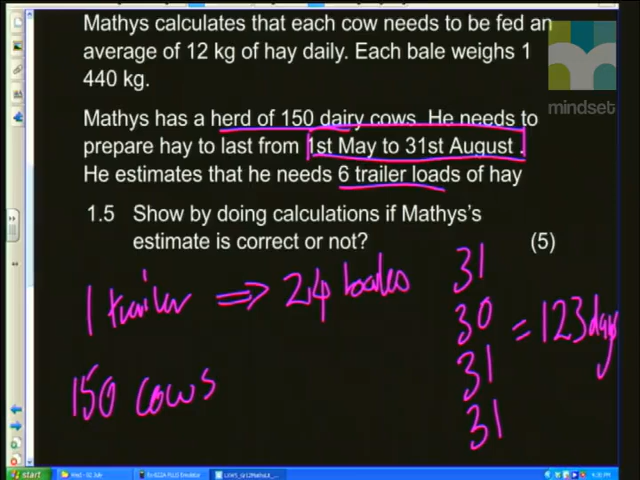 Mathys calculates that each cow needs to be fed an
average of 12 kg of hay daily. Each bale weighs 1
440 kg.
mindset
Mathys has a herd of 150 dairy cows. He needs to
prepare hay to last from 1st May to 31st August .
He estimates that he needs 6 trailer loads of hay
1.5 Show by doing calculations if Mathys's
estimate is correct or not? (5)
1 trailer ⇒ 24 bales
31
30 = 123 days
31
31
150 cows
start